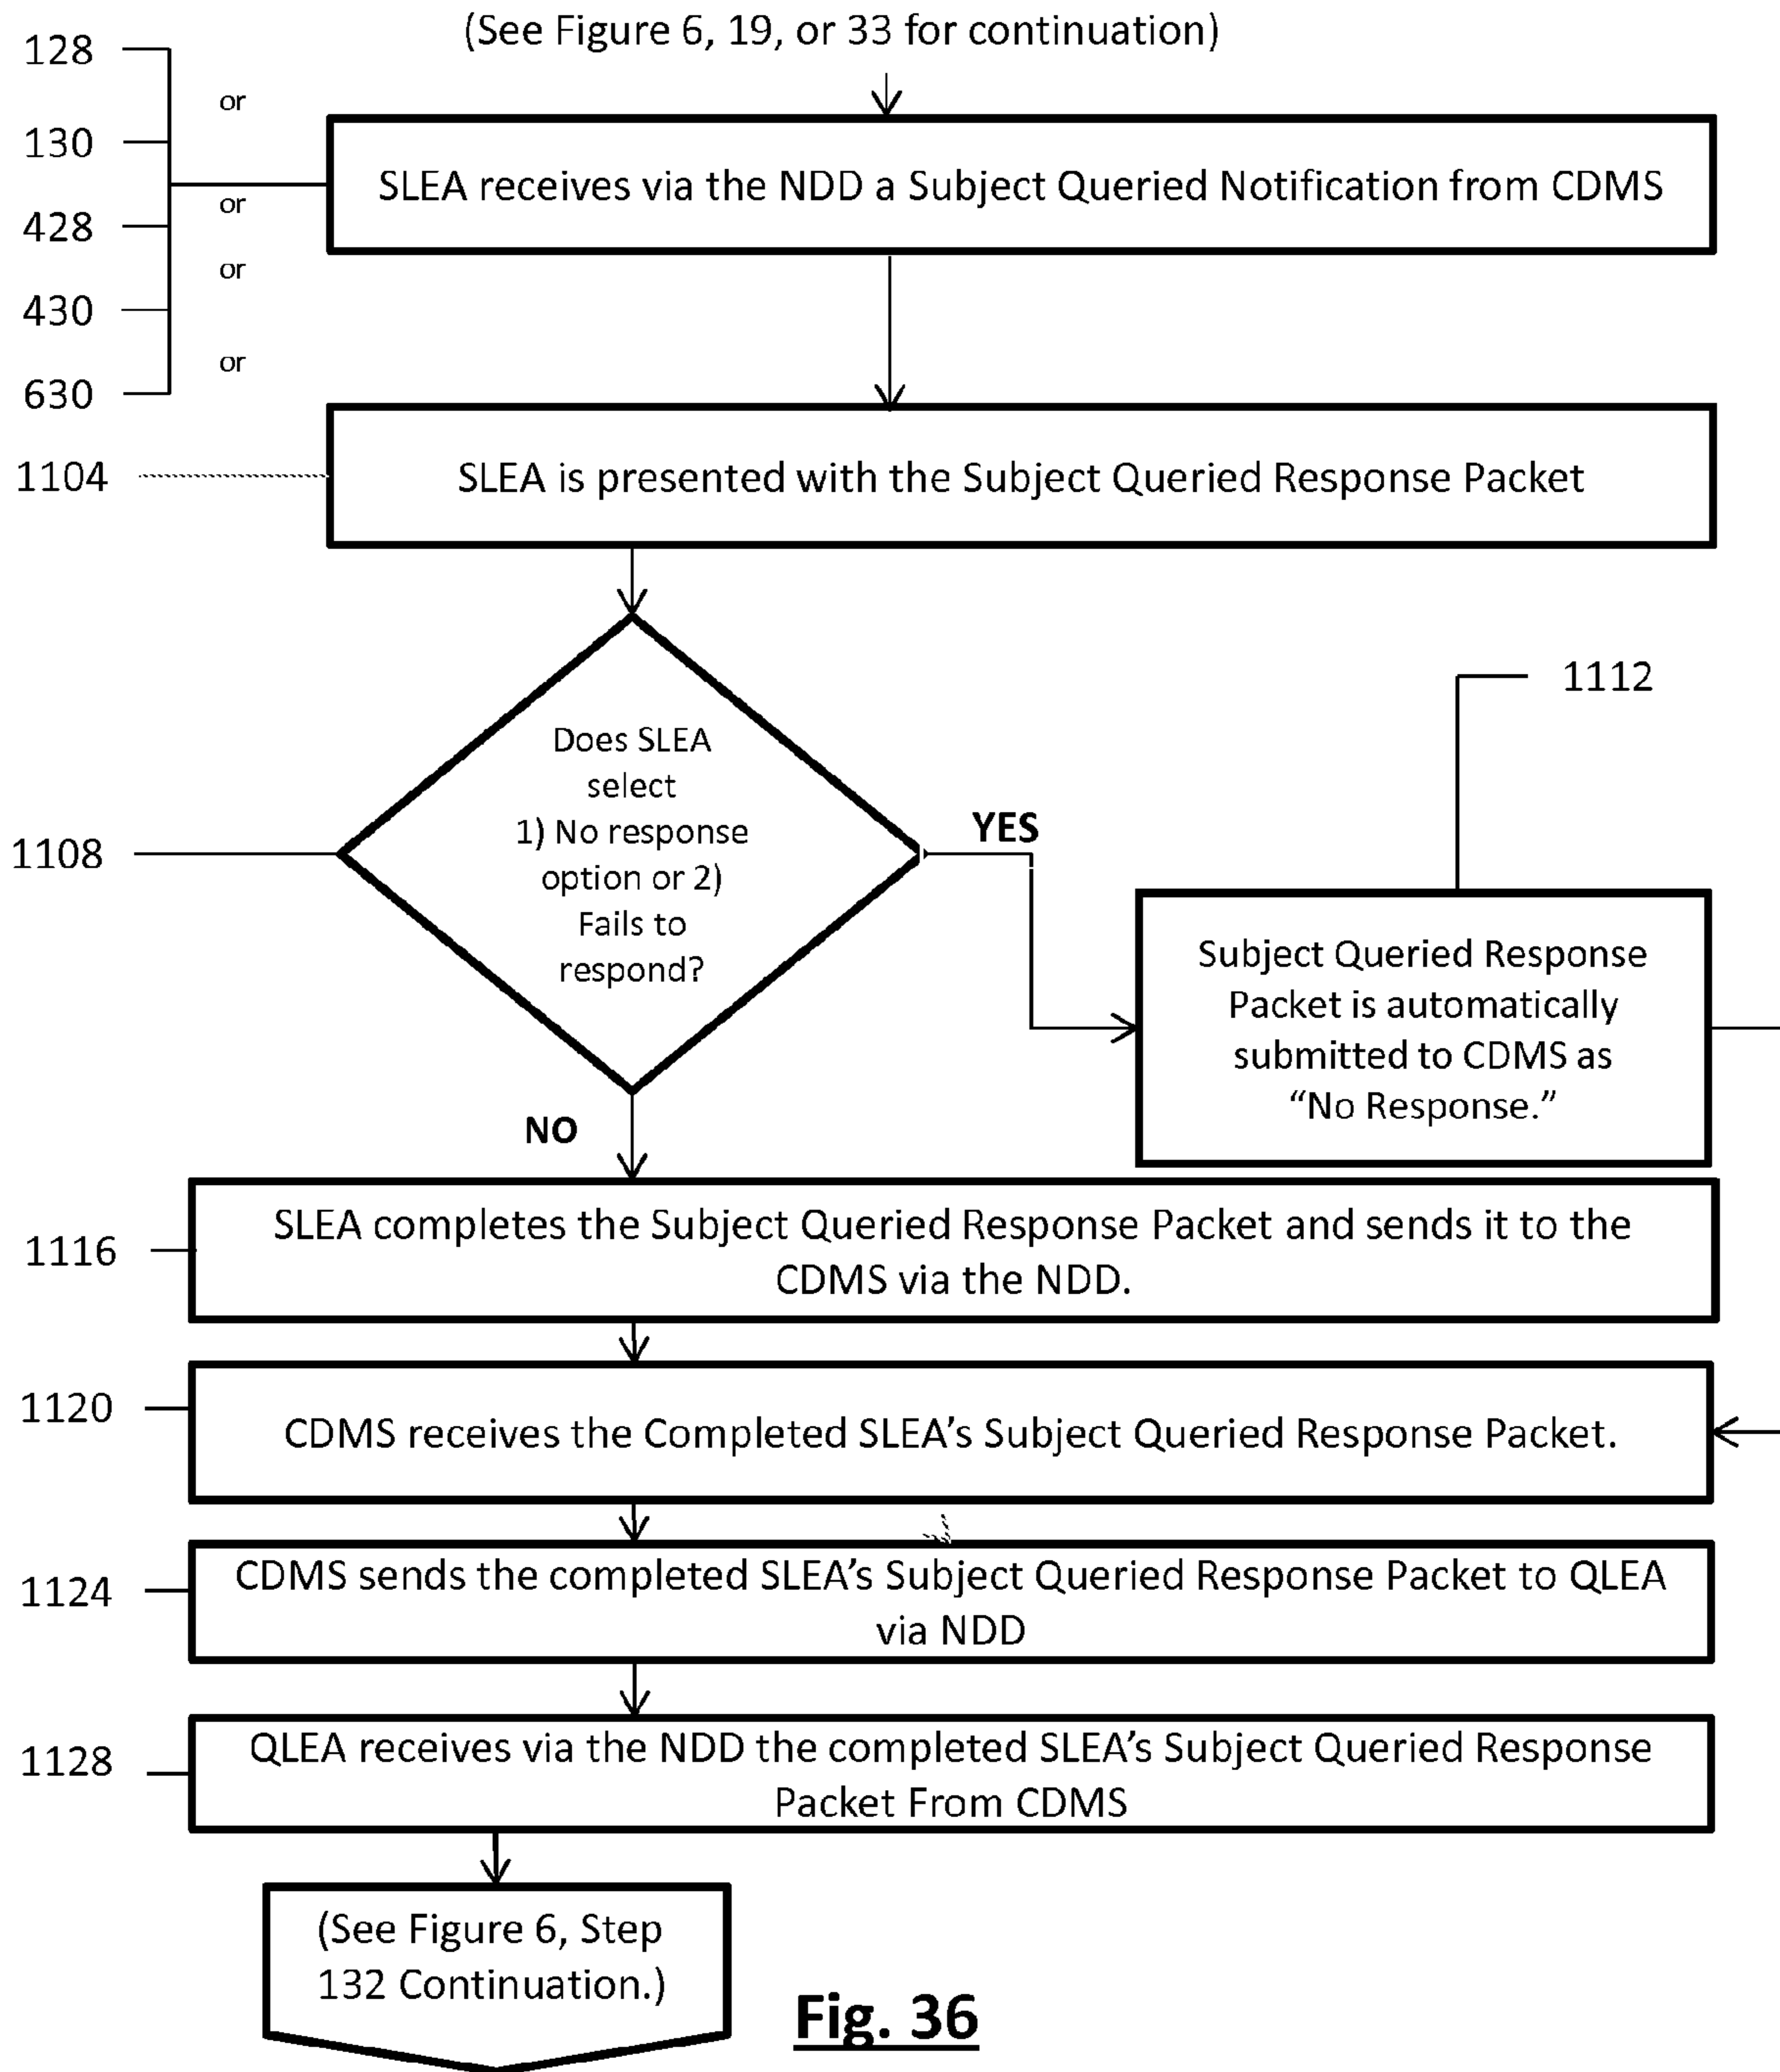 (See Figure 6, 19, or 33 for continuation)
128
or
130
SLEA receives via the NDD a Subject Queried Notification from CDMS
or
428
or
430
or
630
1104
SLEA is presented with the Subject Queried Response Packet
1112
Does SLEA
select
1) No response
option or 2)
Fails to
respond?
1108
YES
Subject Queried Response
Packet is automatically
submitted to CDMS as
“No Response.”
NO
1116
SLEA completes the Subject Queried Response Packet and sends it to the
CDMS via the NDD.
1120
CDMS receives the Completed SLEA’s Subject Queried Response Packet.
1124
CDMS sends the completed SLEA’s Subject Queried Response Packet to QLEA
via NDD
1128
QLEA receives via the NDD the completed SLEA’s Subject Queried Response
Packet From CDMS
(See Figure 6, Step
132 Continuation.)
Fig. 36